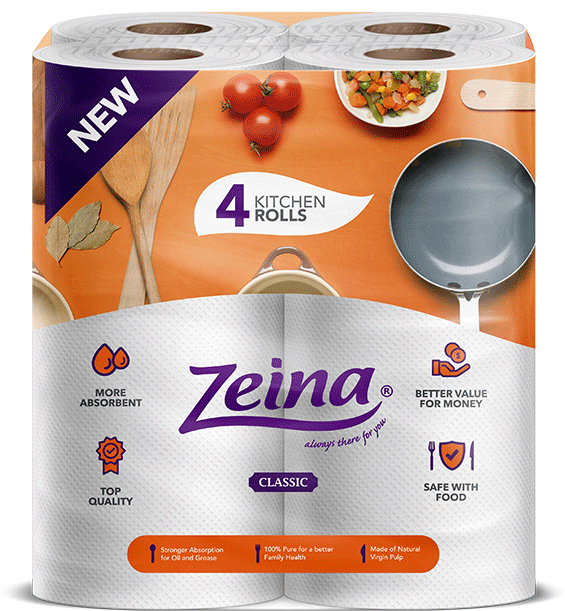 NEW
4 KITCHEN
ROLLS
MORE
ABSORBENT
Zeina®
always there for you
BETTER VALUE
FOR MONEY
TOP
QUALITY
CLASSIC
SAFE WITH
FOOD
Stronger Absorption
for Oil and Grease
100% Pure for a better
Family Health
Made of Natural
Virgin Pulp